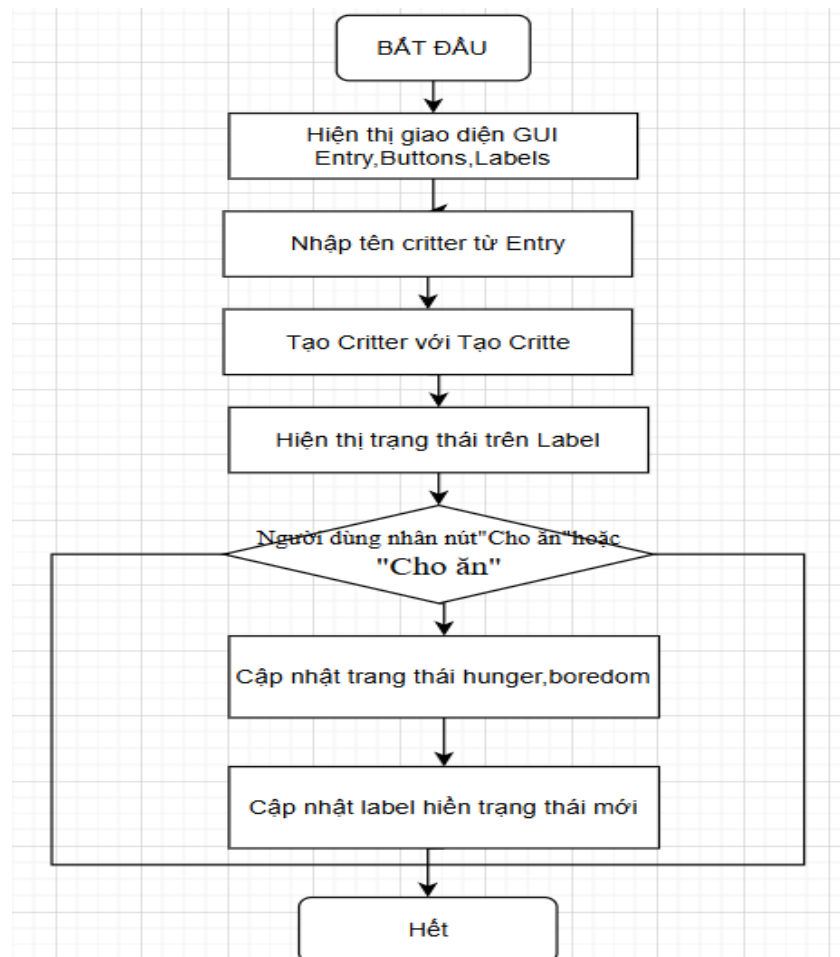 BẮT ĐẦU
Hiện thị giao diện GUI
Entry,Buttons,Labels
Nhập tên critter từ Entry
Tạo Critter với Tạo Critte
Hiện thị trạng thái trên Label
Người dùng nhân nút"Cho ăn"hoặc
"Cho ăn"
Cập nhật trang thái hunger,boredom
Cập nhật label hiền trạng thái mới
Hết